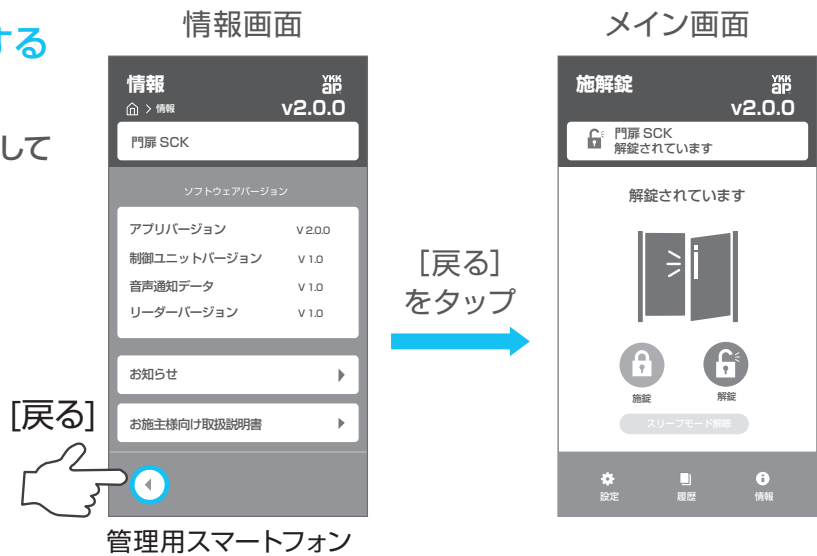 する
して
情報画面
情報
YKK
ap
> 情報
v2.0.0
門扉 SCK
ソフトウェアバージョン
アプリバージョン V 2.0.0
制御ユニットバージョン V 1.0
音声通知データ V 1.0
リーダーバージョン V 1.0
お知らせ
お施主様向け取扱説明書
[戻る]
管理用スマートフォン
[戻る]
をタップ
メイン画面
施解錠
YKK
ap
v2.0.0
門扉 SCK
解錠されています
解錠されています
施錠 解錠
スリープモード解除
設定 履歴 情報